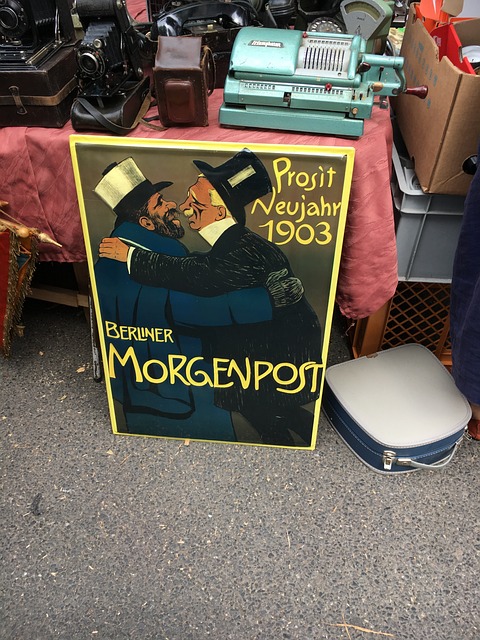 Prosit
Neujahr
1903
BERLINER
MORGENPOST